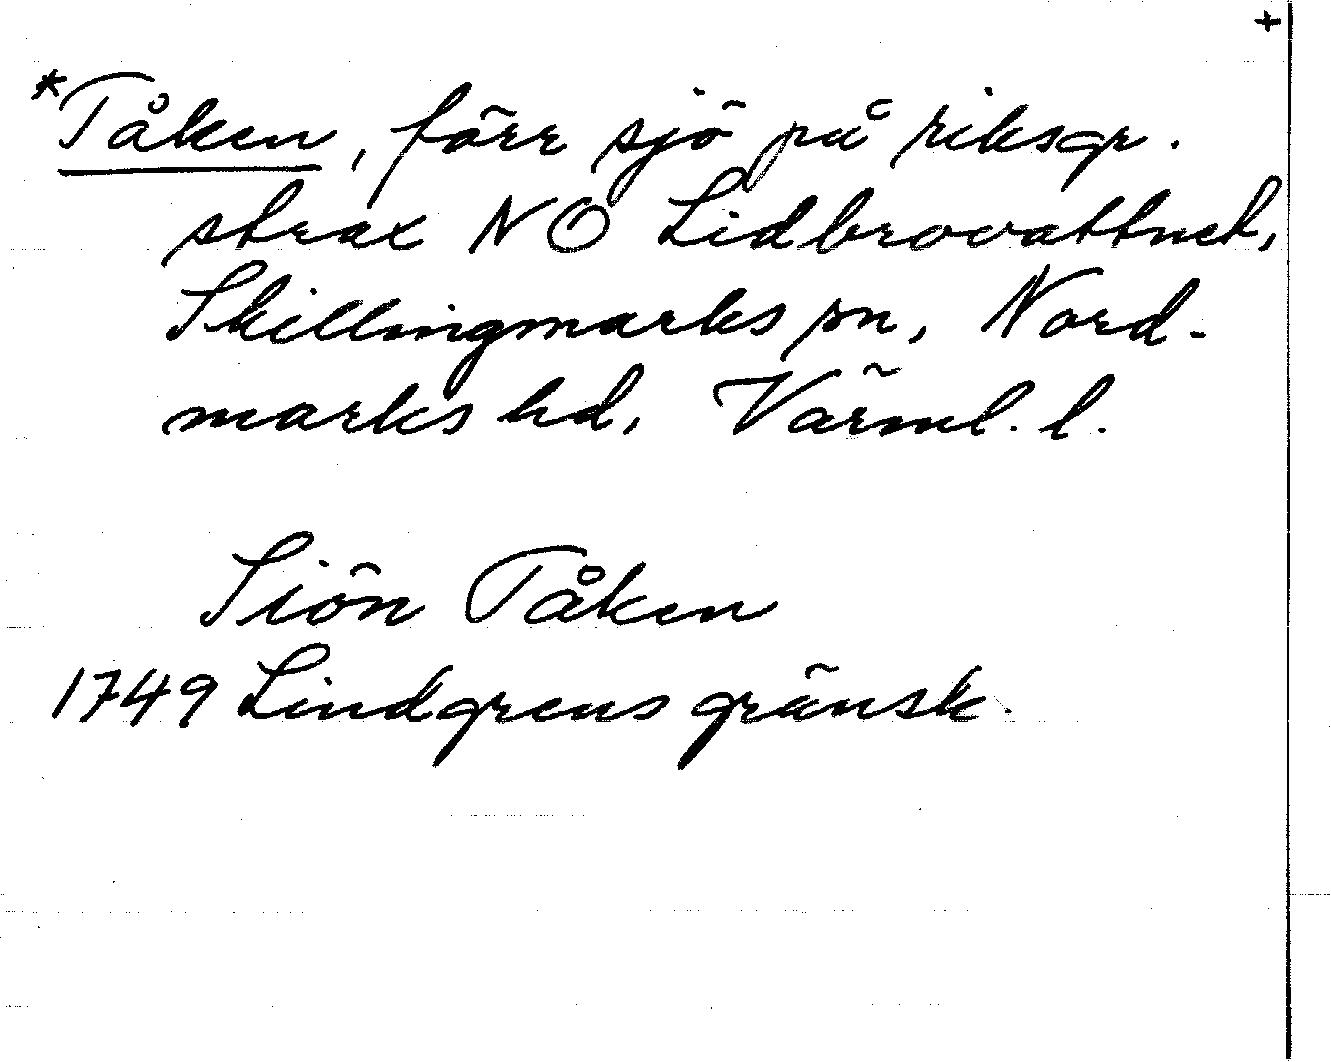 +
*Tåken, förr sjö på riksgr.
strax NO Lidbrovattnet,
Skillingmarks sn, Nord-
marks hd, Värml. l.
Siön Tåken
1749 Lindgrens gränsk.